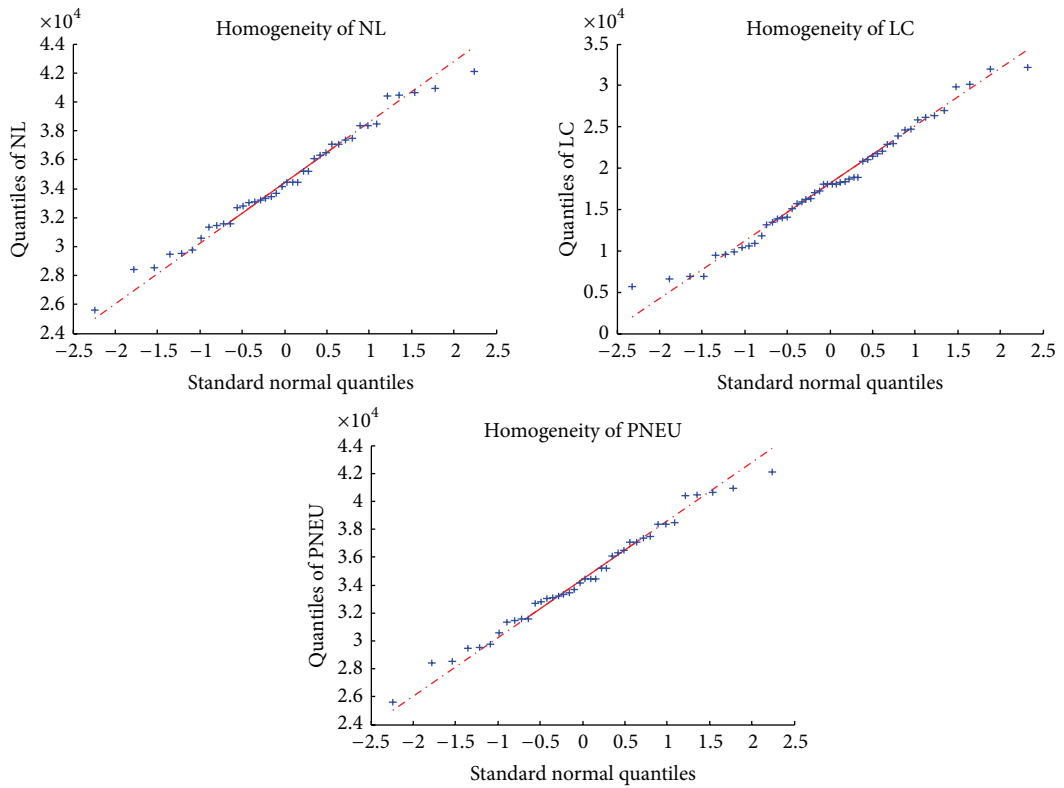 ×10⁴
Homogeneity of NL
4.4
4.2
4
3.8
3.6
3.4
3.2
3
2.8
2.6
2.4
Quantiles of NL
−2.5 −2 −1.5 −1 −0.5 0 0.5 1 1.5 2 2.5
Standard normal quantiles
×10⁴
Homogeneity of LC
3.5
3
2.5
2
1.5
1
0.5
0
Quantiles of LC
−2.5 −2 −1.5 −1 −0.5 0 0.5 1 1.5 2 2.5
Standard normal quantiles
×10⁴
Homogeneity of PNEU
4.4
4.2
4
3.8
3.6
3.4
3.2
3
2.8
2.6
2.4
Quantiles of PNEU
−2.5 −2 −1.5 −1 −0.5 0 0.5 1 1.5 2 2.5
Standard normal quantiles